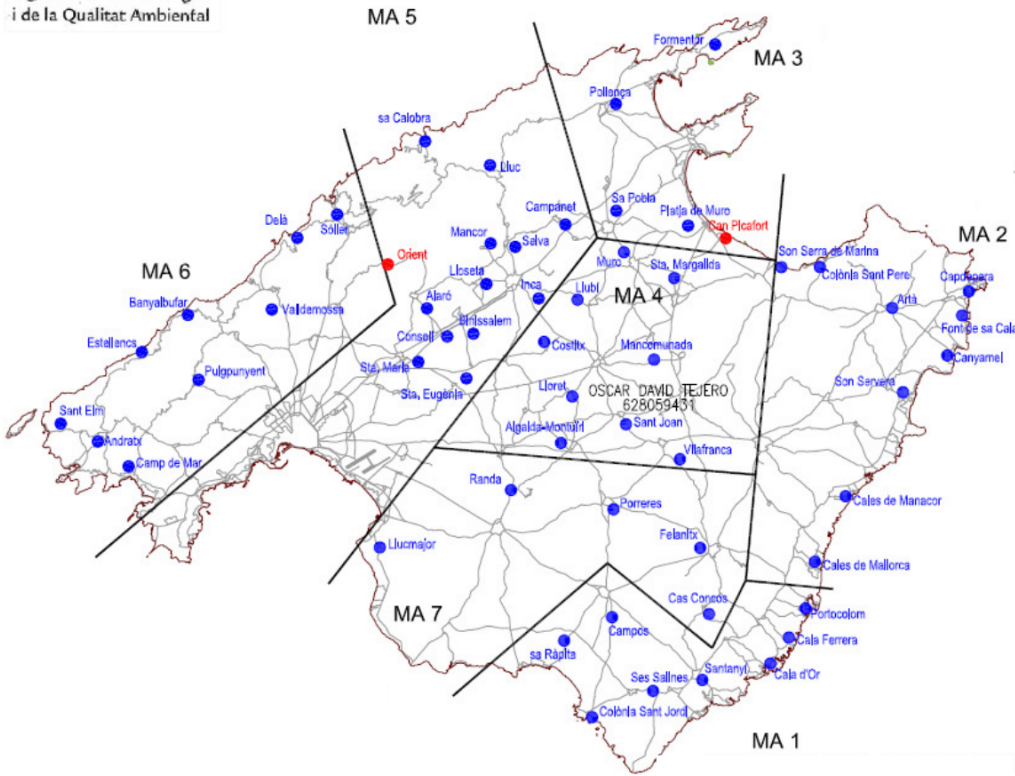 i de la Qualitat Ambiental
MA 5
Formentor
MA 3
Pollença
sa Calobra
Lluc
Sa Pobla
Campanet
Platja de Muro
Can Picafort
Deià
Sóller
Mancor
Selva
MA 2
Orient
Muro
Son Serra de Marina
MA 6
Lloseta
Sta. Margalida
Colònia Sant Pere
Capdepera
Inca
Llubí
MA 4
Banyalbufar
Valldemossa
Alaró
Artà
Binissalem
Font de sa Cala
Consell
Estellencs
Costitx
Mancomunada
Canyamel
Sta. Maria
Puigpunyent
Sta. Eugènia
Lloret
OSCAR DAVID TEJERO
628059431
Son Servera
Sant Elm
Algaida-Montuïri
Sant Joan
Andratx
Vilafranca
Camp de Mar
Randa
Porreres
Cales de Manacor
Felanitx
Llucmajor
Cales de Mallorca
Cas Concos
Portocolom
MA 7
Campos
Cala Ferrera
sa Ràpita
Ses Salines
Santanyí
Cala d'Or
Colònia Sant Jordi
MA 1